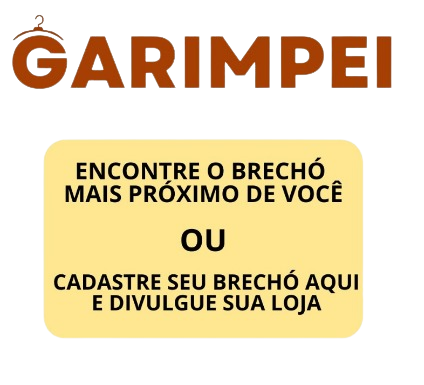 GARIMPEI
ENCONTRE O BRECHÓ
MAIS PRÓXIMO DE VOCÊ
OU
CADASTRE SEU BRECHÓ AQUI
E DIVULGUE SUA LOJA